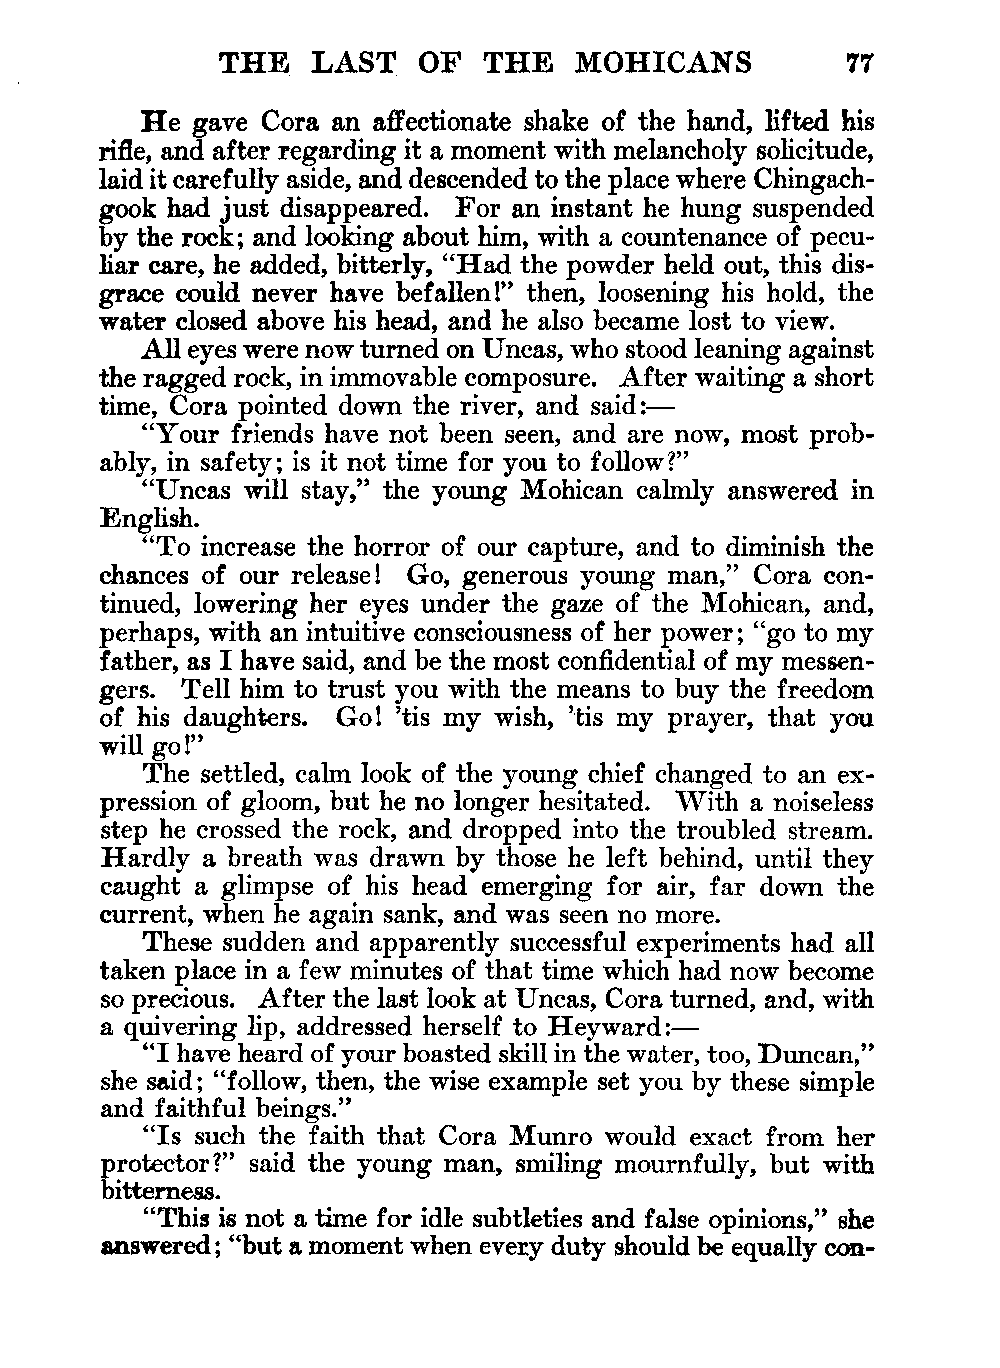 THE LAST OF THE MOHICANS 77
He gave Cora an affectionate shake of the hand, lifted his
rifle, and after regarding it a moment with melancholy solicitude,
laid it carefully aside, and descended to the place where Chingach-
gook had just disappeared. For an instant he hung suspended
by the rock; and looking about him, with a countenance of pecu-
liar care, he added, bitterly, “Had the powder held out, this dis-
grace could never have befallen!” then, loosening his hold, the
water closed above his head, and he also became lost to view.
All eyes were now turned on Uncas, who stood leaning against
the ragged rock, in immovable composure. After waiting a short
time, Cora pointed down the river, and said:—
“Your friends have not been seen, and are now, most prob-
ably, in safety; is it not time for you to follow?”
“Uncas will stay,” the young Mohican calmly answered in
English.
“To increase the horror of our capture, and to diminish the
chances of our release! Go, generous young man,” Cora con-
tinued, lowering her eyes under the gaze of the Mohican, and,
perhaps, with an intuitive consciousness of her power; “go to my
father, as I have said, and be the most confidential of my messen-
gers. Tell him to trust you with the means to buy the freedom
of his daughters. Go! ’tis my wish, ’tis my prayer, that you
will go!”
The settled, calm look of the young chief changed to an ex-
pression of gloom, but he no longer hesitated. With a noiseless
step he crossed the rock, and dropped into the troubled stream.
Hardly a breath was drawn by those he left behind, until they
caught a glimpse of his head emerging for air, far down the
current, when he again sank, and was seen no more.
These sudden and apparently successful experiments had all
taken place in a few minutes of that time which had now become
so precious. After the last look at Uncas, Cora turned, and, with
a quivering lip, addressed herself to Heyward:—
“I have heard of your boasted skill in the water, too, Duncan,”
she said; “follow, then, the wise example set you by these simple
and faithful beings.”
“Is such the faith that Cora Munro would exact from her
protector?” said the young man, smiling mournfully, but with
bitterness.
“This is not a time for idle subtleties and false opinions,” she
answered; “but a moment when every duty should be equally con-